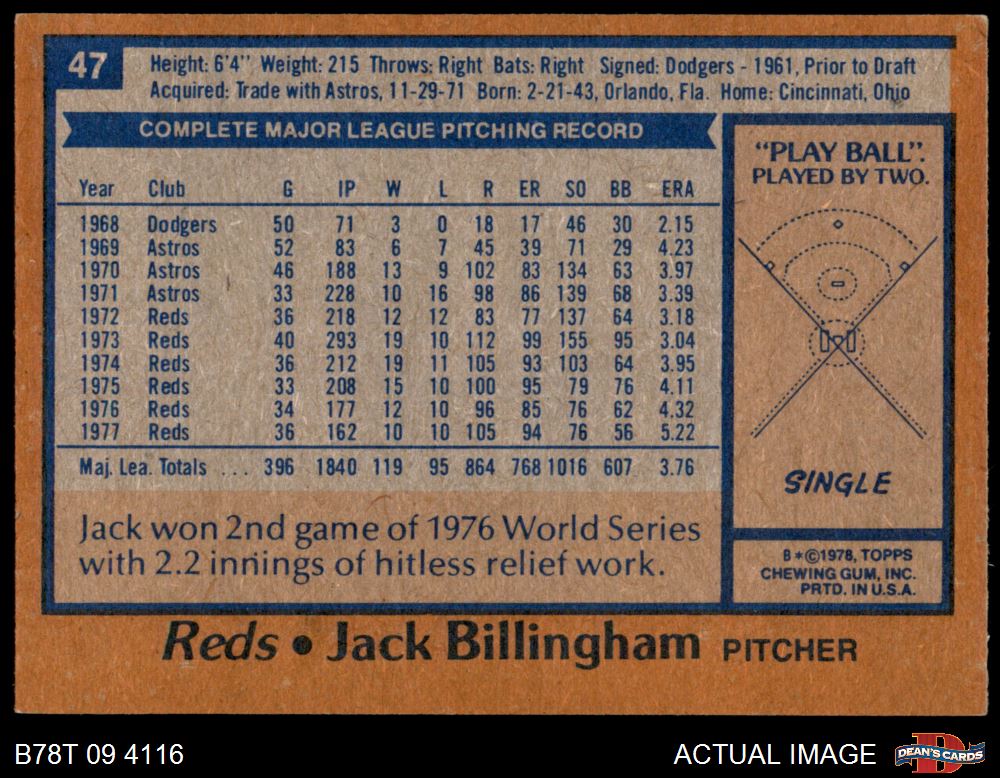 47
Height: 6'4" Weight: 215 Throws: Right Bats: Right Signed: Dodgers - 1961, Prior to Draft
Acquired: Trade with Astros, 11-29-71 Born: 2-21-43, Orlando, Fla. Home: Cincinnati, Ohio
COMPLETE MAJOR LEAGUE PITCHING RECORD
Year Club G IP W L R ER SO BB ERA
1968 Dodgers 50 71 3 0 18 17 46 30 2.15
1969 Astros 52 83 6 7 45 39 71 29 4.23
1970 Astros 46 188 13 9 102 83 134 63 3.97
1971 Astros 33 228 10 16 98 86 139 68 3.39
1972 Reds 36 218 12 12 83 77 137 64 3.18
1973 Reds 40 293 19 10 112 99 155 95 3.04
1974 Reds 36 212 19 11 105 93 103 64 3.95
1975 Reds 33 208 15 10 100 95 79 76 4.11
1976 Reds 34 177 12 10 96 85 76 62 4.32
1977 Reds 36 162 10 10 105 94 76 56 5.22
Maj. Lea. Totals ... 396 1840 119 95 864 768 1016 607 3.76
Jack won 2nd game of 1976 World Series
with 2.2 innings of hitless relief work.
"PLAY BALL".
PLAYED BY TWO.
SINGLE
B*©1978, TOPPS
CHEWING GUM, INC.
PRTD. IN U.S.A.
Reds • Jack Billingham PITCHER
B78T 09 4116
ACTUAL IMAGE
DEAN'S CARDS